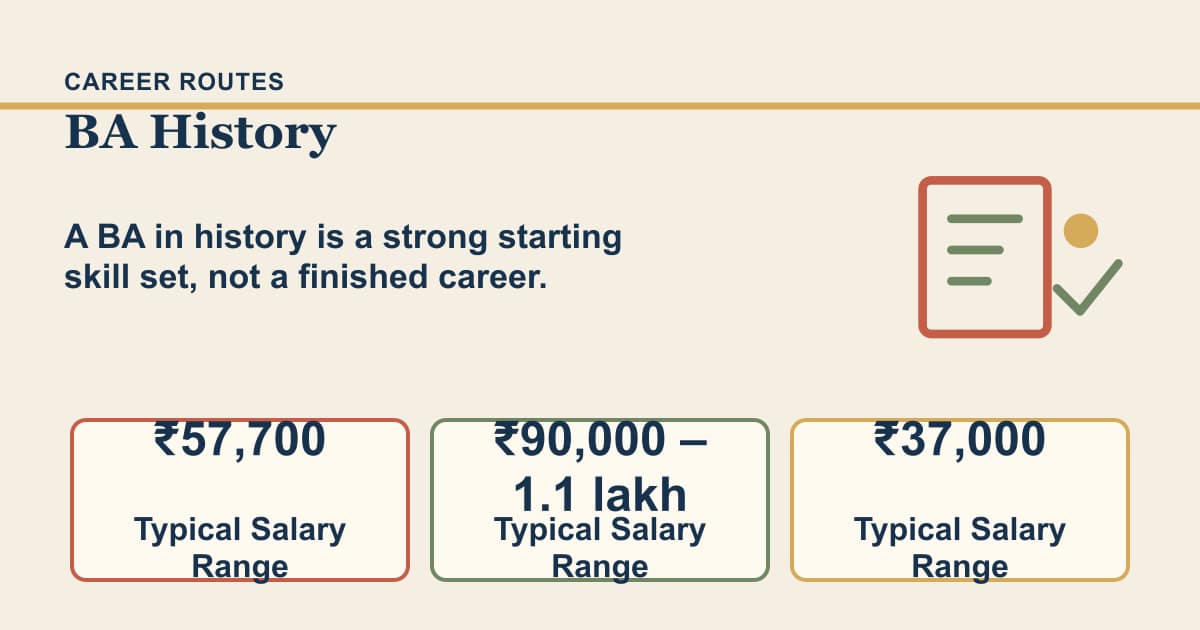 CAREER ROUTES
BA History
A BA in history is a strong starting
skill set, not a finished career.
₹57,700
Typical Salary
Range
₹90,000 –
1.1 lakh
Typical Salary
Range
₹37,000
Typical Salary
Range